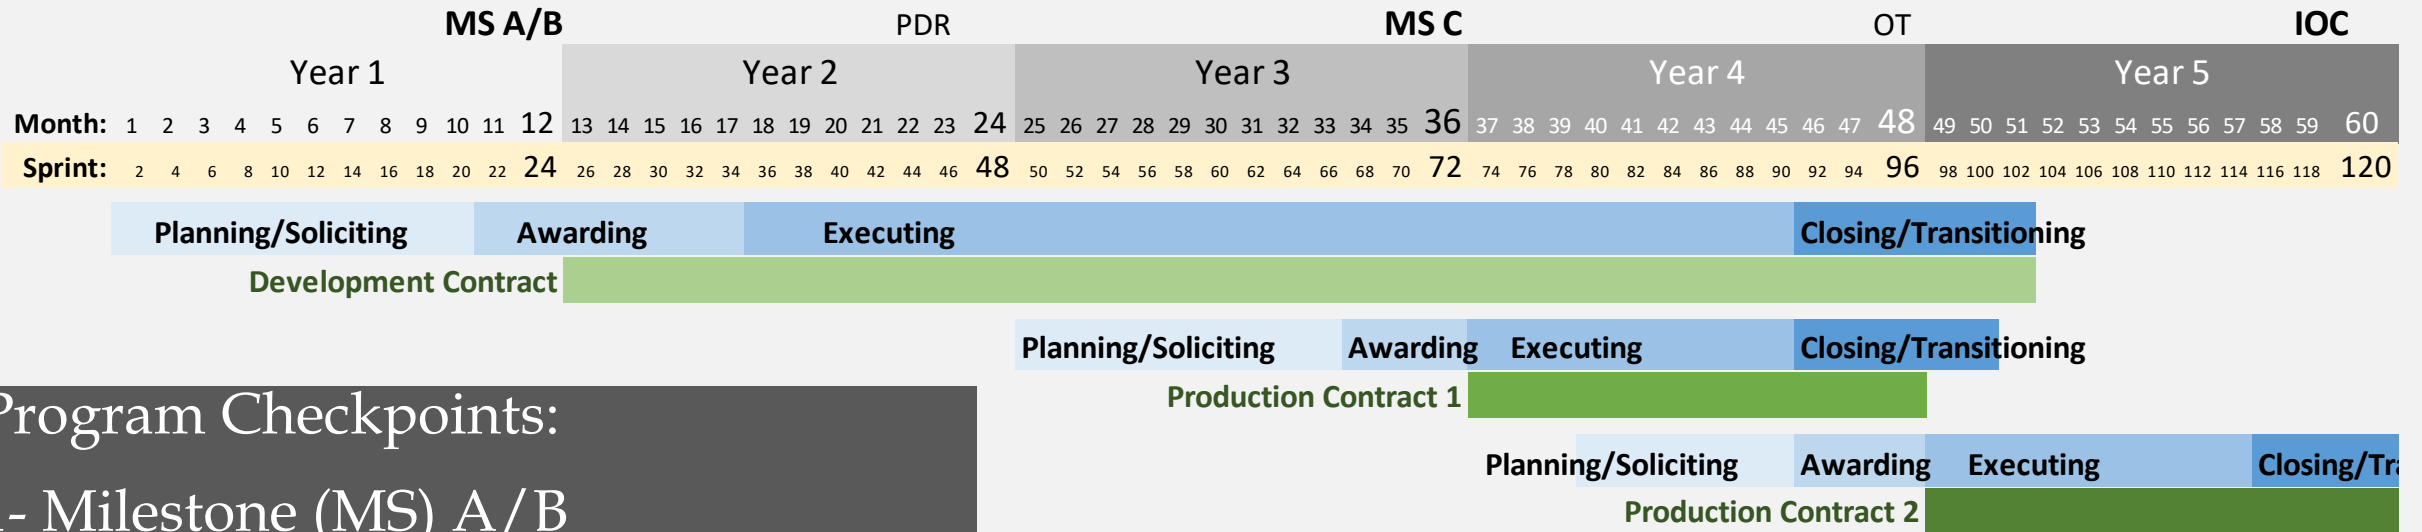 MS A/B PDR MS C OT IOC
Year 1 Year 2 Year 3 Year 4 Year 5
Month: 1 2 3 4 5 6 7 8 9 10 11 12 13 14 15 16 17 18 19 20 21 22 23 24 25 26 27 28 29 30 31 32 33 34 35 36 37 38 39 40 41 42 43 44 45 46 47 48 49 50 51 52 53 54 55 56 57 58 59 60
Sprint: 2 4 6 8 10 12 14 16 18 20 22 24 26 28 30 32 34 36 38 40 42 44 46 48 50 52 54 56 58 60 62 64 66 68 70 72 74 76 78 80 82 84 86 88 90 92 94 96 98 100 102 104 106 108 110 112 114 116 118 120
Planning/Soliciting Awarding Executing Closing/Transitioning
Development Contract
Planning/Soliciting Awarding Executing Closing/Transitioning
Production Contract 1
Program Checkpoints:
Planning/Soliciting Awarding Executing Closing/Tra
- Milestone (MS) A/B
Production Contract 2